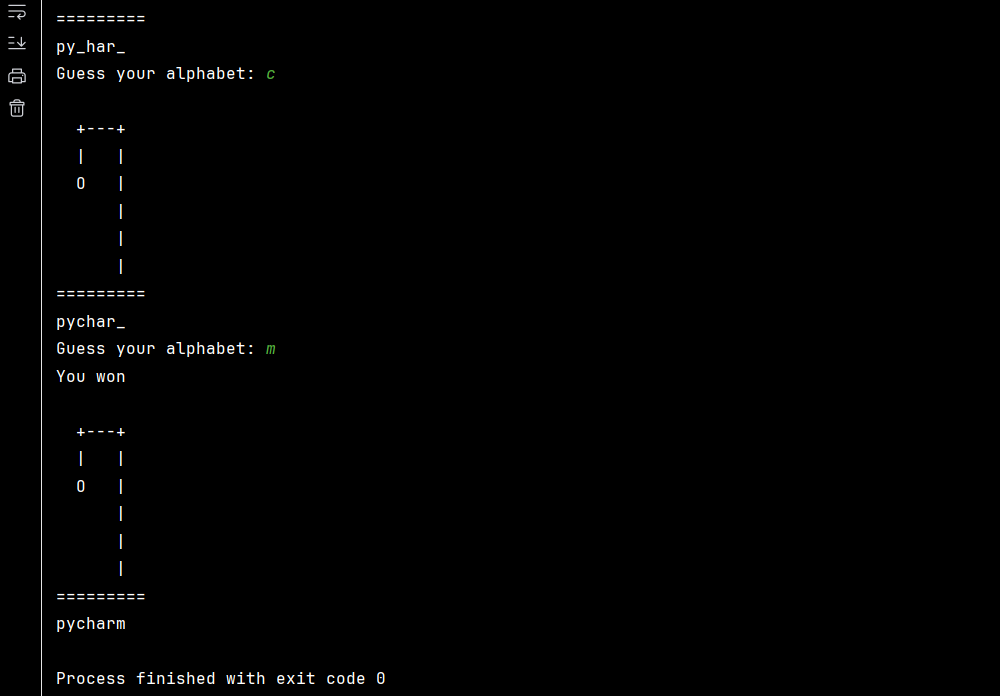 =========
py_har_
Guess your alphabet: c
  +---+
  |   |
  O   |
      |
      |
      |
=========
pychar_
Guess your alphabet: m
You won
  +---+
  |   |
  O   |
      |
      |
      |
=========
pycharm
Process finished with exit code 0